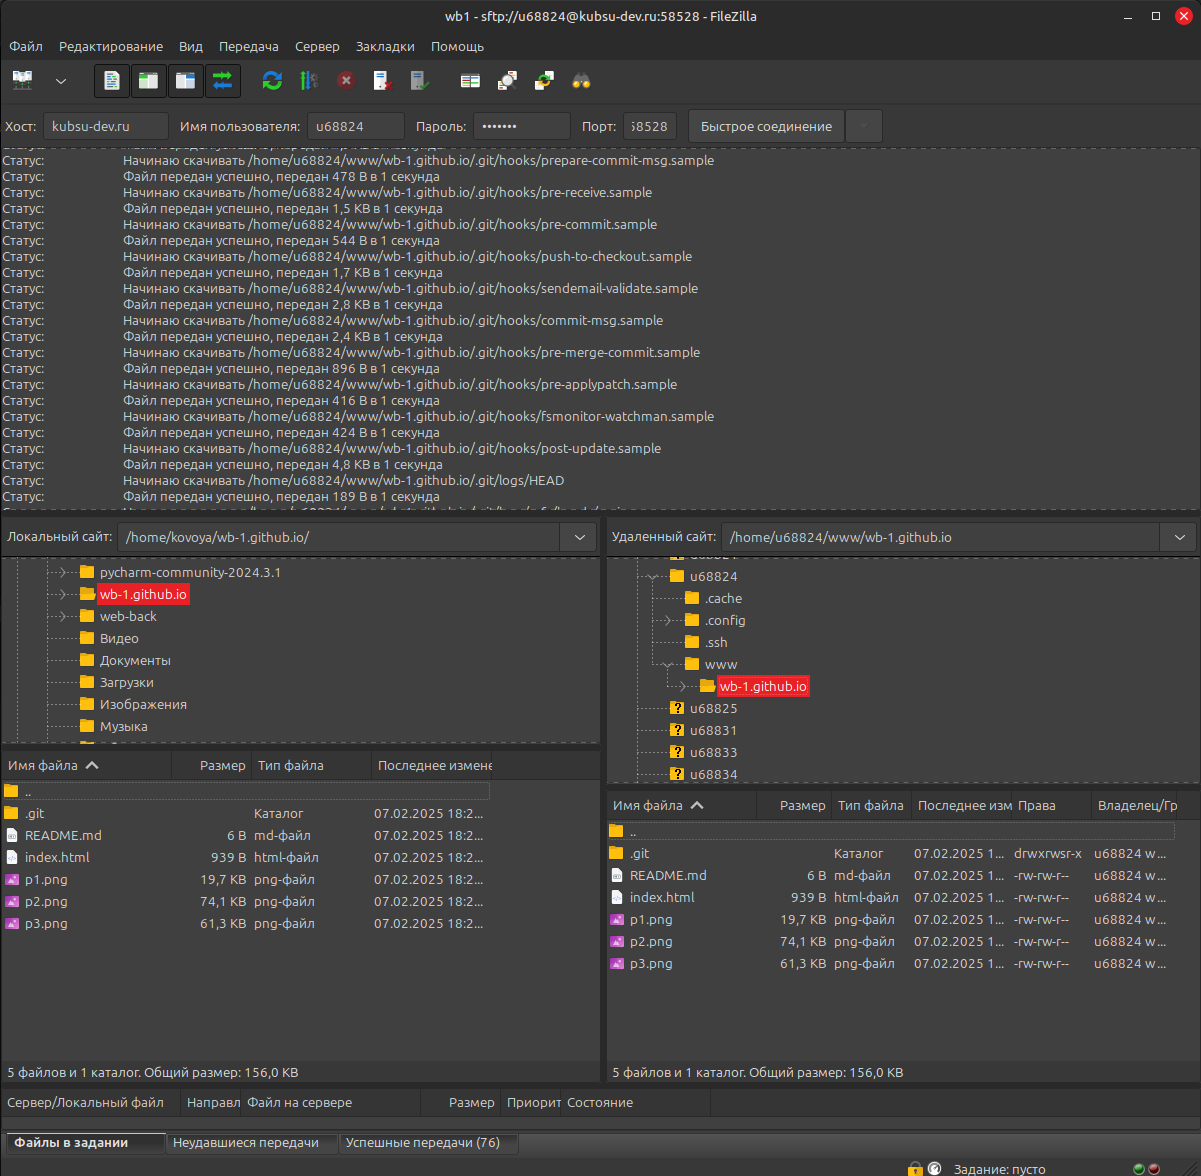 wb1 - sftp://u68824@kubsu-dev.ru:58528 - FileZilla
Файл Редактирование Вид Передача Сервер Закладки Помощь
Хост: kubsu-dev.ru Имя пользователя: u68824 Пароль: ••••••• Порт: 58528 Быстрое соединение
Статус: Начинаю скачивать /home/u68824/www/wb-1.github.io/.git/hooks/prepare-commit-msg.sample
Статус: Файл передан успешно, передан 478 B в 1 секунда
Статус: Начинаю скачивать /home/u68824/www/wb-1.github.io/.git/hooks/pre-receive.sample
Статус: Файл передан успешно, передан 1,5 KB в 1 секунда
Статус: Начинаю скачивать /home/u68824/www/wb-1.github.io/.git/hooks/pre-commit.sample
Статус: Файл передан успешно, передан 544 B в 1 секунда
Статус: Начинаю скачивать /home/u68824/www/wb-1.github.io/.git/hooks/push-to-checkout.sample
Статус: Файл передан успешно, передан 1,7 KB в 1 секунда
Статус: Начинаю скачивать /home/u68824/www/wb-1.github.io/.git/hooks/sendemail-validate.sample
Статус: Файл передан успешно, передан 2,8 KB в 1 секунда
Статус: Начинаю скачивать /home/u68824/www/wb-1.github.io/.git/hooks/commit-msg.sample
Статус: Файл передан успешно, передан 2,4 KB в 1 секунда
Статус: Начинаю скачивать /home/u68824/www/wb-1.github.io/.git/hooks/pre-merge-commit.sample
Статус: Файл передан успешно, передан 896 B в 1 секунда
Статус: Начинаю скачивать /home/u68824/www/wb-1.github.io/.git/hooks/pre-applypatch.sample
Статус: Файл передан успешно, передан 416 B в 1 секунда
Статус: Начинаю скачивать /home/u68824/www/wb-1.github.io/.git/hooks/fsmonitor-watchman.sample
Статус: Файл передан успешно, передан 424 B в 1 секунда
Статус: Начинаю скачивать /home/u68824/www/wb-1.github.io/.git/hooks/post-update.sample
Статус: Файл передан успешно, передан 4,8 KB в 1 секунда
Статус: Начинаю скачивать /home/u68824/www/wb-1.github.io/.git/logs/HEAD
Статус: Файл передан успешно, передан 189 B в 1 секунда
Локальный сайт: /home/kovoya/wb-1.github.io/
pycharm-community-2024.3.1
wb-1.github.io
web-back
Видео
Документы
Загрузки
Изображения
Музыка
Имя файла Размер Тип файла Последнее измене
..
.git Каталог 07.02.2025 18:2...
README.md 6 B md-файл 07.02.2025 18:2...
index.html 939 B html-файл 07.02.2025 18:2...
p1.png 19,7 KB png-файл 07.02.2025 18:2...
p2.png 74,1 KB png-файл 07.02.2025 18:2...
p3.png 61,3 KB png-файл 07.02.2025 18:2...
5 файлов и 1 каталог. Общий размер: 156,0 KB
Удаленный сайт: /home/u68824/www/wb-1.github.io
u68824
.cache
.config
.ssh
www
wb-1.github.io
u68825
u68831
u68833
u68834
Имя файла Размер Тип файла Последнее изм Права Владелец/Гр
..
.git Каталог 07.02.2025 1... drwxrwsr-x u68824 w...
README.md 6 B md-файл 07.02.2025 1... -rw-rw-r-- u68824 w...
index.html 939 B html-файл 07.02.2025 1... -rw-rw-r-- u68824 w...
p1.png 19,7 KB png-файл 07.02.2025 1... -rw-rw-r-- u68824 w...
p2.png 74,1 KB png-файл 07.02.2025 1... -rw-rw-r-- u68824 w...
p3.png 61,3 KB png-файл 07.02.2025 1... -rw-rw-r-- u68824 w...
5 файлов и 1 каталог. Общий размер: 156,0 KB
Сервер/Локальный файл Направл Файл на сервере Размер Приорит Состояние
Файлы в задании Неудавшиеся передачи Успешные передачи (76)
Задание: пусто